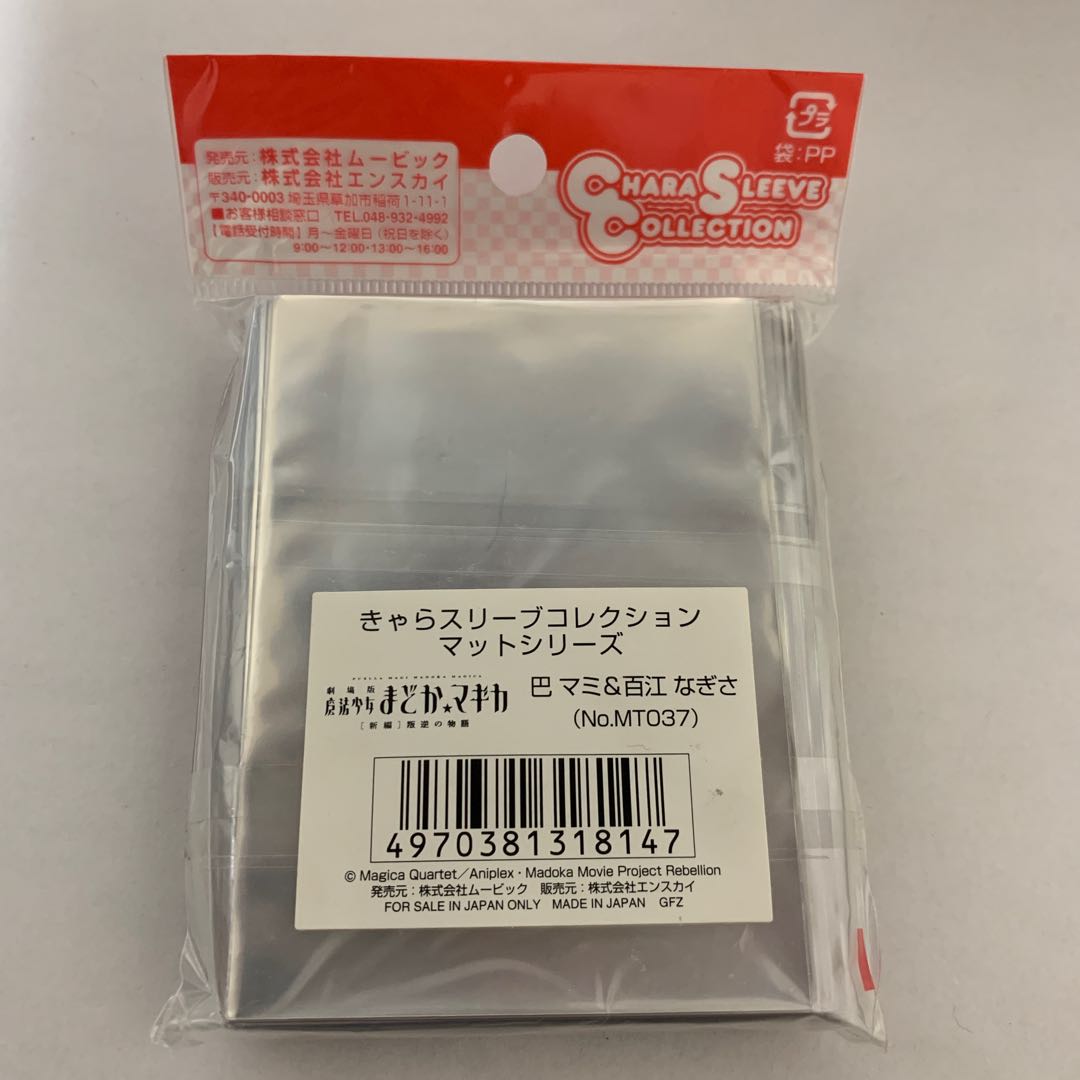 発売元:株式会社ムービック
販売元:株式会社エンスカイ
〒340-0003 埼玉県草加市稲荷1-11-1
■お客様相談窓口 TEL.048-932-4992
【電話受付時間】月～金曜日(祝日を除く)
9:00～12:00・13:00～16:00
プラ
袋:PP
CHARA SLEEVE
COLLECTION
きゃらスリーブコレクション
マットシリーズ
PUELLA MAGI MADOKA MAGICA
劇場版
魔法少女まどか★マギカ
[新編]叛逆の物語
巴 マミ&百江 なぎさ
(No.MT037)
4970381318147
© Magica Quartet／Aniplex・Madoka Movie Project Rebellion
発売元:株式会社ムービック 販売元:株式会社エンスカイ
FOR SALE IN JAPAN ONLY MADE IN JAPAN GFZ